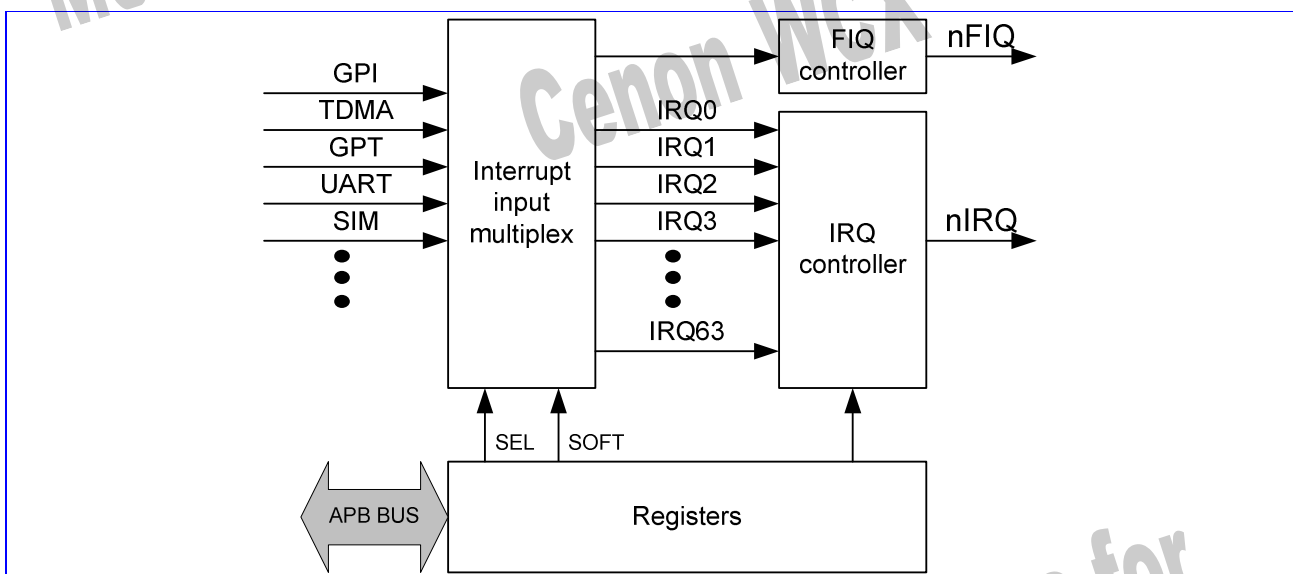 Cenon WCX
FIQ
controller
nFIQ
GPI
TDMA
GPT
UART
SIM
Interrupt
input
multiplex
IRQ0
IRQ1
IRQ2
IRQ3
IRQ63
IRQ
controller
nIRQ
SEL
SOFT
APB BUS
Registers
for